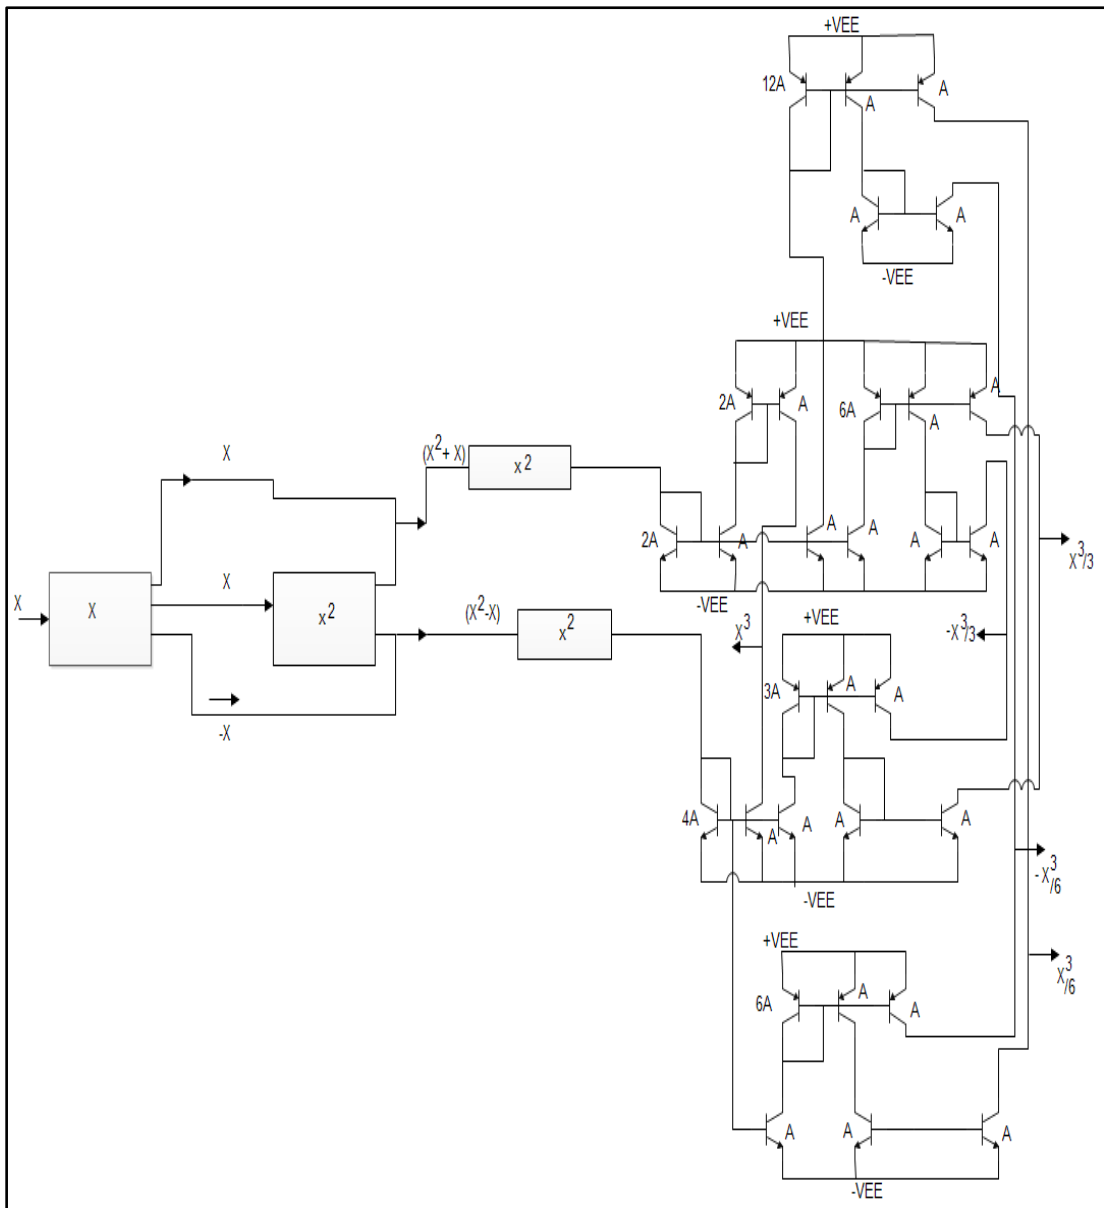 +VEE
12A
A
A
A
A
-VEE
+VEE
A
2A
A
6A
A
X
(X²+ X)
x²
2A
A
A
A
A
A
X
X
X
x²
(X²-X)
x²
-VEE
X³
+VEE
X³/3
-X³/3
-X
3A
A
A
4A
A
A
A
A
-VEE
-X³/6
+VEE
X³/6
6A
A
A
A
A
A
-VEE